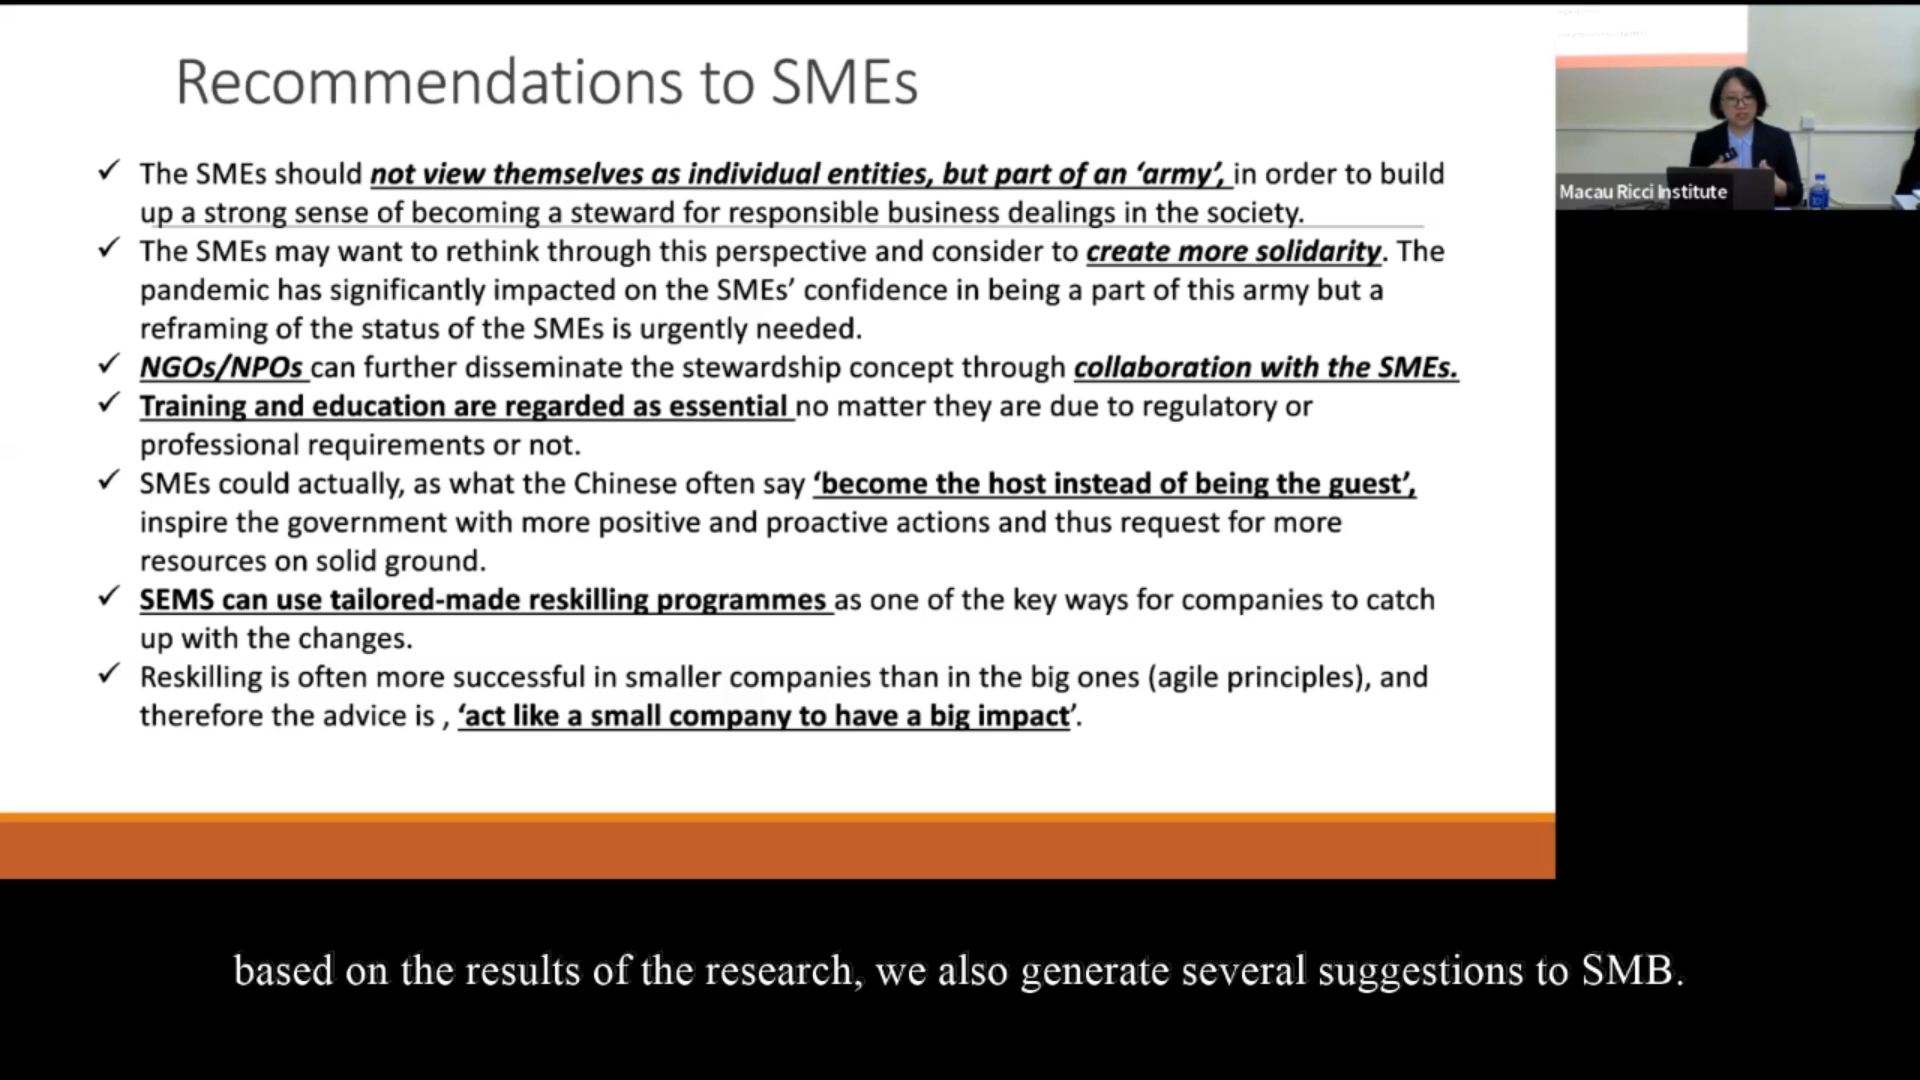 Recommendations to SMEs
✓ The SMEs should not view themselves as individual entities, but part of an ‘army’, in order to build
up a strong sense of becoming a steward for responsible business dealings in the society.
✓ The SMEs may want to rethink through this perspective and consider to create more solidarity. The
pandemic has significantly impacted on the SMEs’ confidence in being a part of this army but a
reframing of the status of the SMEs is urgently needed.
✓ NGOs/NPOs can further disseminate the stewardship concept through collaboration with the SMEs.
✓ Training and education are regarded as essential no matter they are due to regulatory or
professional requirements or not.
✓ SMEs could actually, as what the Chinese often say ‘become the host instead of being the guest’,
inspire the government with more positive and proactive actions and thus request for more
resources on solid ground.
✓ SEMS can use tailored-made reskilling programmes as one of the key ways for companies to catch
up with the changes.
✓ Reskilling is often more successful in smaller companies than in the big ones (agile principles), and
therefore the advice is , ‘act like a small company to have a big impact’.
Macau Ricci Institute
based on the results of the research, we also generate several suggestions to SMB.